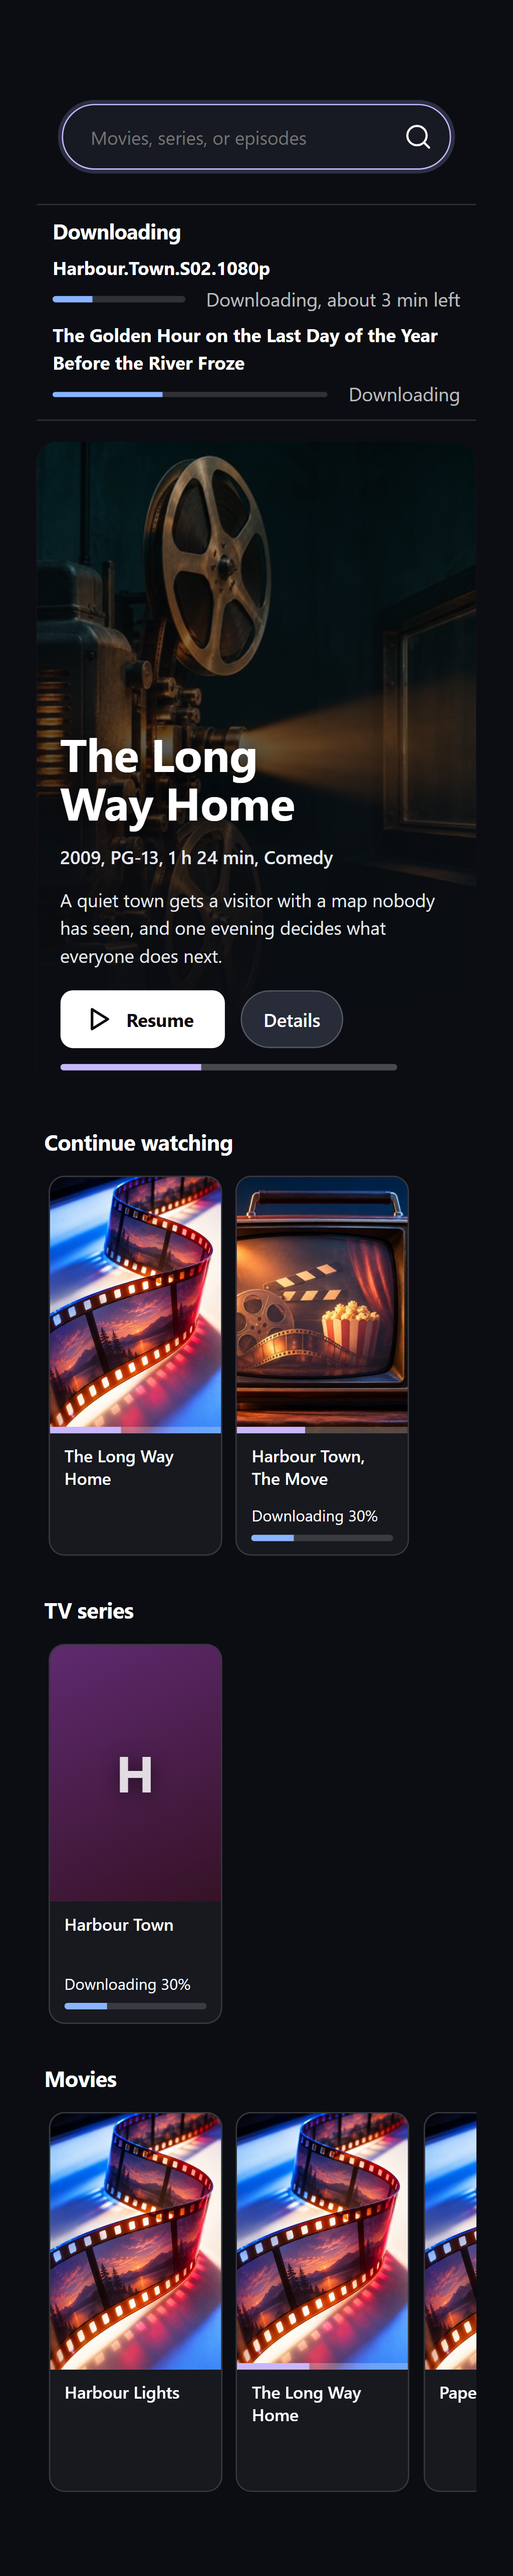 Movies, series, or episodes
Downloading
Harbour.Town.S02.1080p
Downloading, about 3 min left
The Golden Hour on the Last Day of the Year
Before the River Froze
Downloading
The Long
Way Home
2009, PG-13, 1 h 24 min, Comedy
A quiet town gets a visitor with a map nobody
has seen, and one evening decides what
everyone does next.
Resume
Details
Continue watching
The Long Way
Home
Harbour Town,
The Move
Downloading 30%
TV series
H
Harbour Town
Downloading 30%
Movies
Harbour Lights
The Long Way
Home
Pape